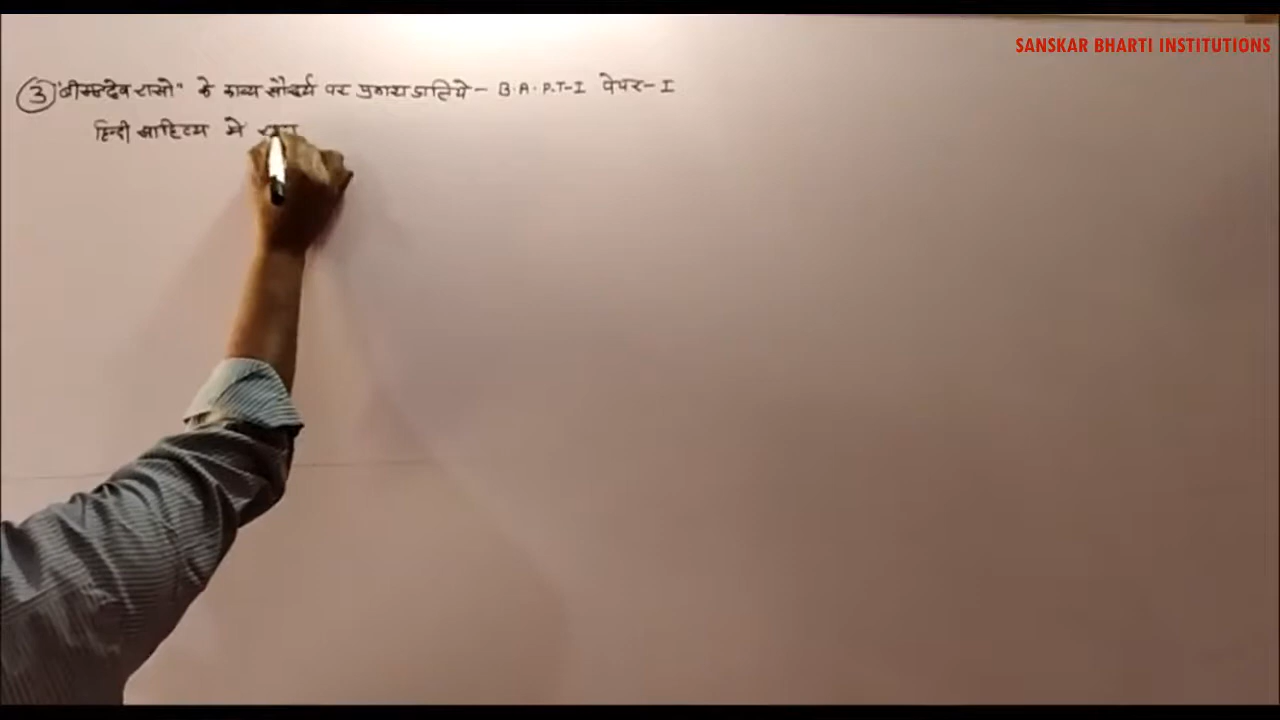 SANSKAR BHARTI INSTITUTIONS
③ "बीसलदेव रासो" के काव्य सौंदर्य पर प्रकाश डालिये - B.A.P.T-I पेपर-I
हिन्दी साहित्य में